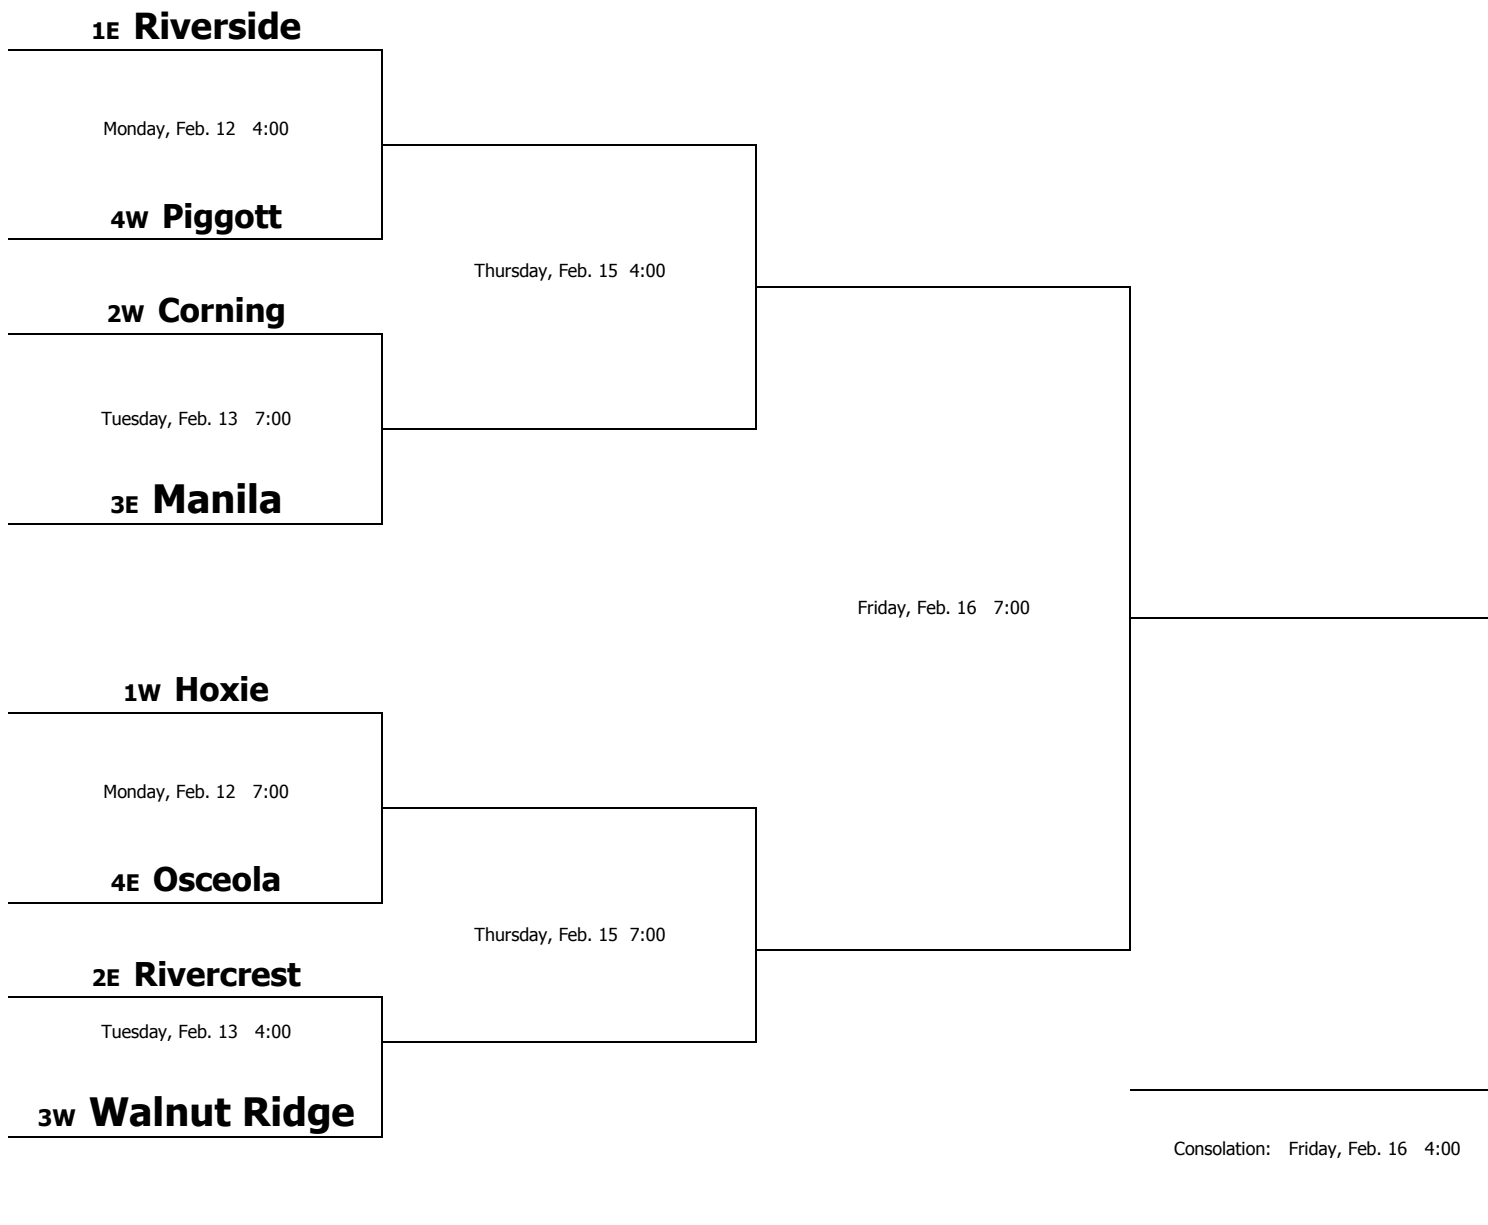 1E Riverside
Monday, Feb. 12 4:00
4W Piggott
Thursday, Feb. 15 4:00
2W Corning
Tuesday, Feb. 13 7:00
3E Manila
Friday, Feb. 16 7:00
1W Hoxie
Monday, Feb. 12 7:00
4E Osceola
Thursday, Feb. 15 7:00
2E Rivercrest
Tuesday, Feb. 13 4:00
3W Walnut Ridge
Consolation: Friday, Feb. 16 4:00